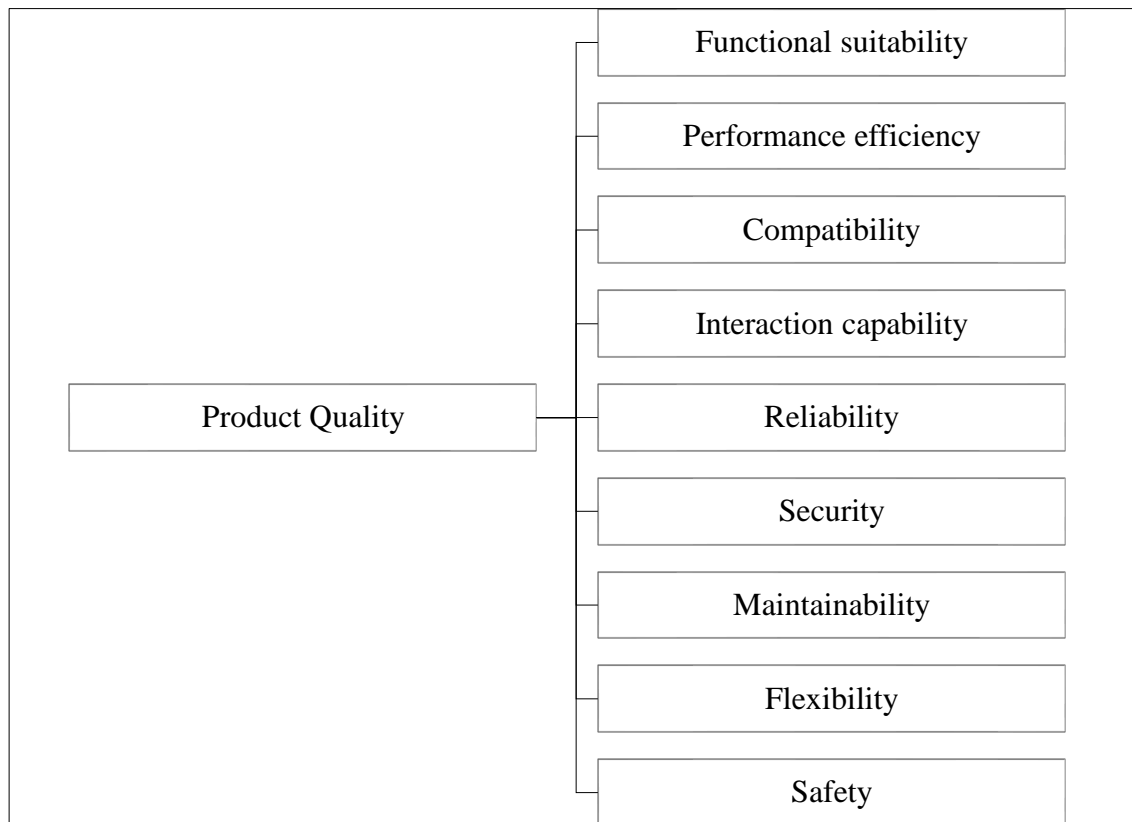 Functional suitability
Performance efficiency
Compatibility
Interaction capability
Product Quality
Reliability
Security
Maintainability
Flexibility
Safety